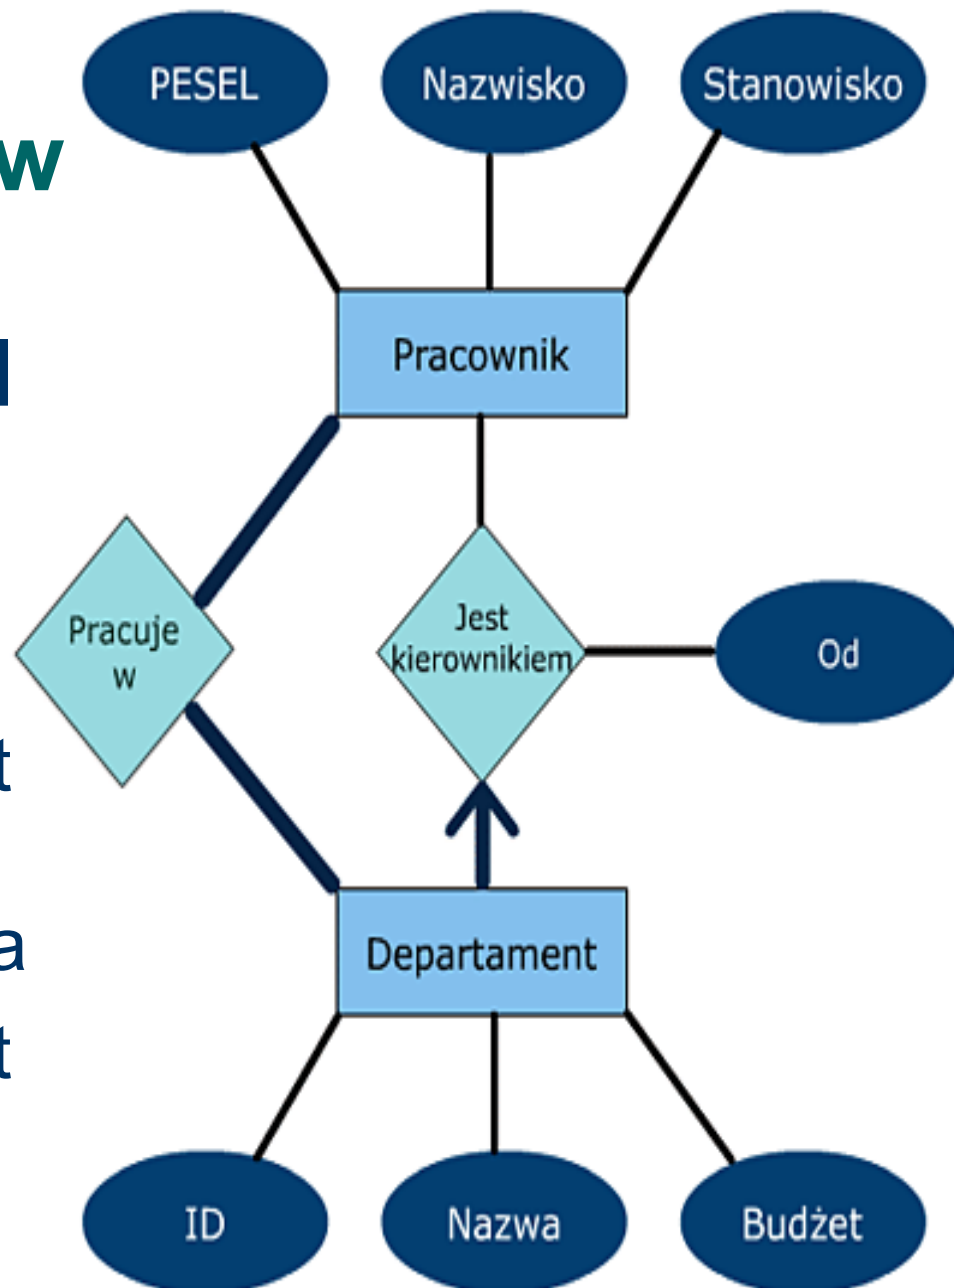 PESEL
Nazwisko
Stanowisko
w
Pracownik
Pracuje
w
Jest
kierownikiem
Od
t
a
Departament
t
ID
Nazwa
Budżet